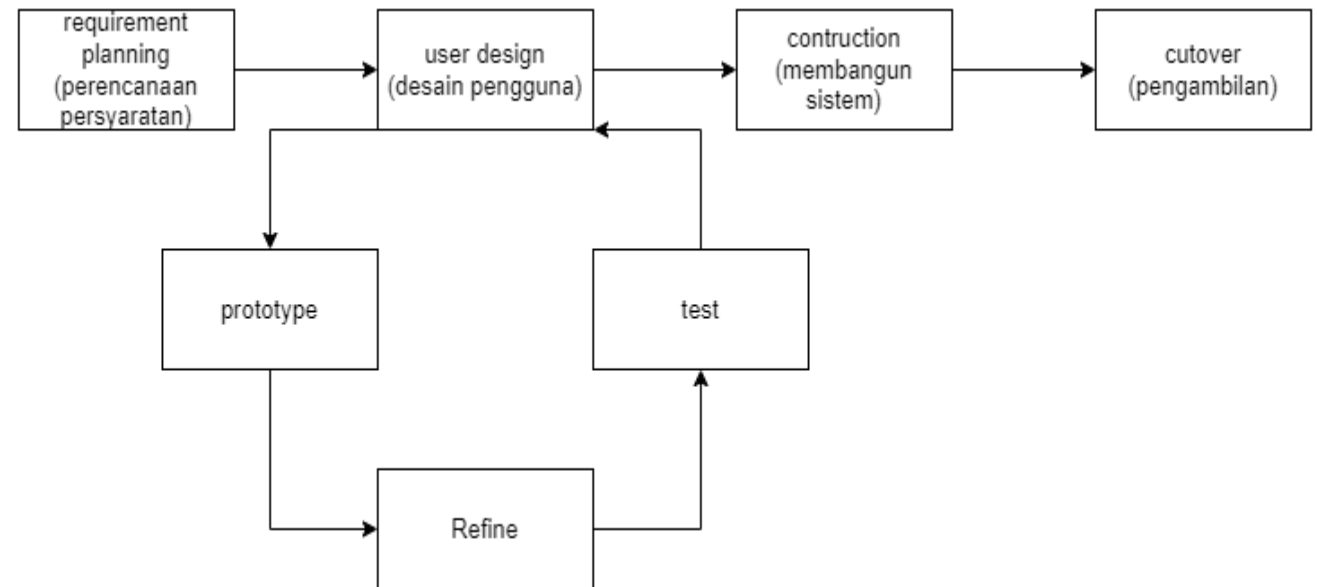 requirement
planning
(perencanaan
persyaratan)
user design
(desain pengguna)
contruction
(membangun
sistem)
cutover
(pengambilan)
prototype
test
Refine